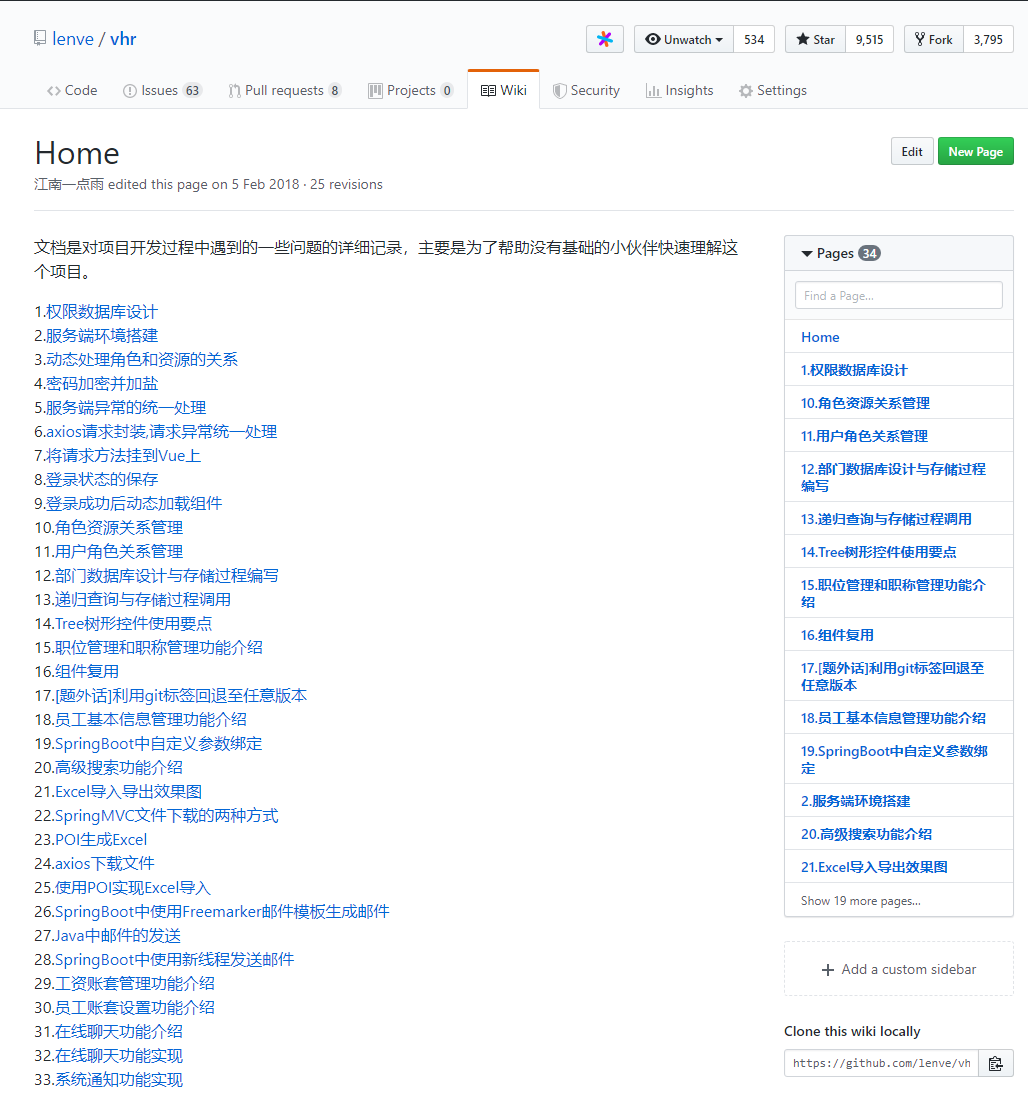 lenve / vhr
Unwatch 534 Star 9,515 Fork 3,795
Code Issues 63 Pull requests 8 Projects 0 Wiki Security Insights Settings
Home
Edit New Page
江南一点雨 edited this page on 5 Feb 2018 · 25 revisions
文档是对项目开发过程中遇到的一些问题的详细记录，主要是为了帮助没有基础的小伙伴快速理解这
个项目。
1.权限数据库设计
2.服务端环境搭建
3.动态处理角色和资源的关系
4.密码加密并加盐
5.服务端异常的统一处理
6.axios请求封装,请求异常统一处理
7.将请求方法挂到Vue上
8.登录状态的保存
9.登录成功后动态加载组件
10.角色资源关系管理
11.用户角色关系管理
12.部门数据库设计与存储过程编写
13.递归查询与存储过程调用
14.Tree树形控件使用要点
15.职位管理和职称管理功能介绍
16.组件复用
17.[题外话]利用git标签回退至任意版本
18.员工基本信息管理功能介绍
19.SpringBoot中自定义参数绑定
20.高级搜索功能介绍
21.Excel导入导出效果图
22.SpringMVC文件下载的两种方式
23.POI生成Excel
24.axios下载文件
25.使用POI实现Excel导入
26.SpringBoot中使用Freemarker邮件模板生成邮件
27.Java中邮件的发送
28.SpringBoot中使用新线程发送邮件
29.工资账套管理功能介绍
30.员工账套设置功能介绍
31.在线聊天功能介绍
32.在线聊天功能实现
33.系统通知功能实现
Pages 34
Find a Page...
Home
1.权限数据库设计
10.角色资源关系管理
11.用户角色关系管理
12.部门数据库设计与存储过程
编写
13.递归查询与存储过程调用
14.Tree树形控件使用要点
15.职位管理和职称管理功能介
绍
16.组件复用
17.[题外话]利用git标签回退至
任意版本
18.员工基本信息管理功能介绍
19.SpringBoot中自定义参数绑
定
2.服务端环境搭建
20.高级搜索功能介绍
21.Excel导入导出效果图
Show 19 more pages...
Add a custom sidebar
Clone this wiki locally
https://github.com/lenve/vh